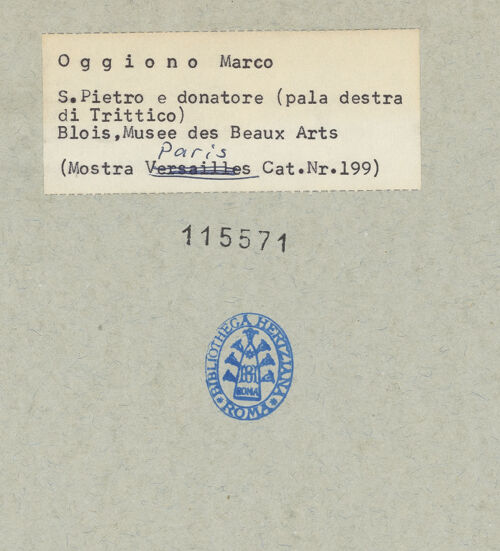 Oggiono Marco
S.Pietro e donatore (pala destra
di Trittico)
Blois,Musee des Beaux Arts
Paris
(Mostra Versailles Cat.Nr.199)
115571
BIBLIOTHECA HERTZIANA
ROMA
ROMA